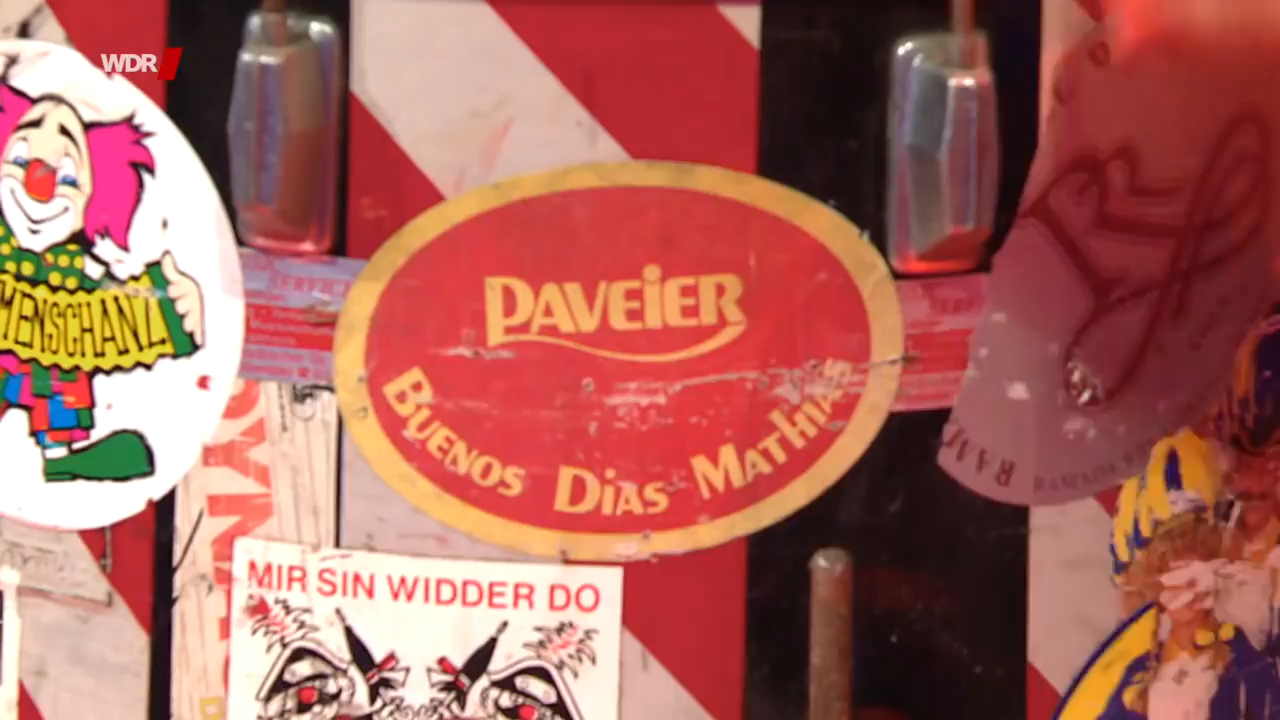 WDR
MENSCHANZ
PAVEiER
BUENOS DiAS MATHIAS
MIR SIN WIDDER DO